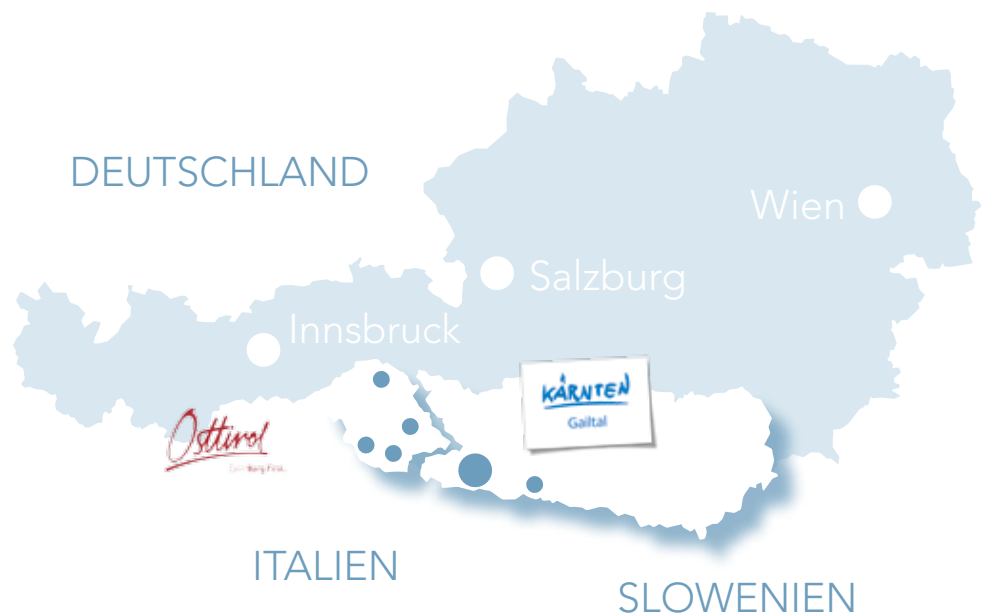 DEUTSCHLAND
Wien
Salzburg
Innsbruck
KÄRNTEN
Gailtal
Osttirol
ITALIEN
SLOWENIEN